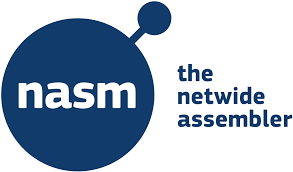 nasm
the
netwide
assembler